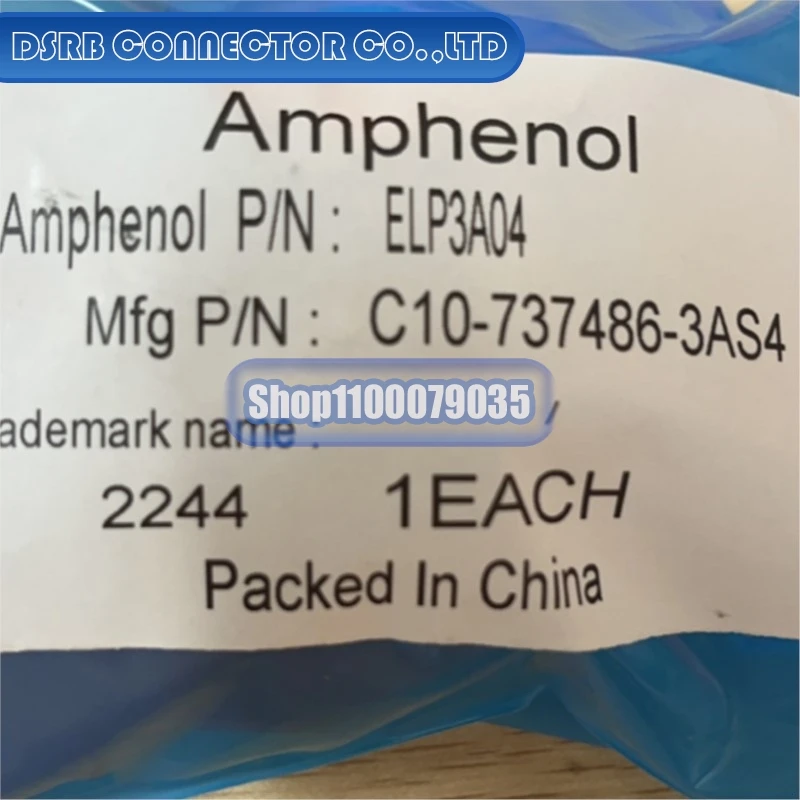 DSRB CONNECTOR CO.,LTD
Amphenol
Amphenol P/N: ELP3A04
Mfg P/N: C10-737486-3AS4
Shop1100079035
ademark name : /
2244 1EACH
Packed In China